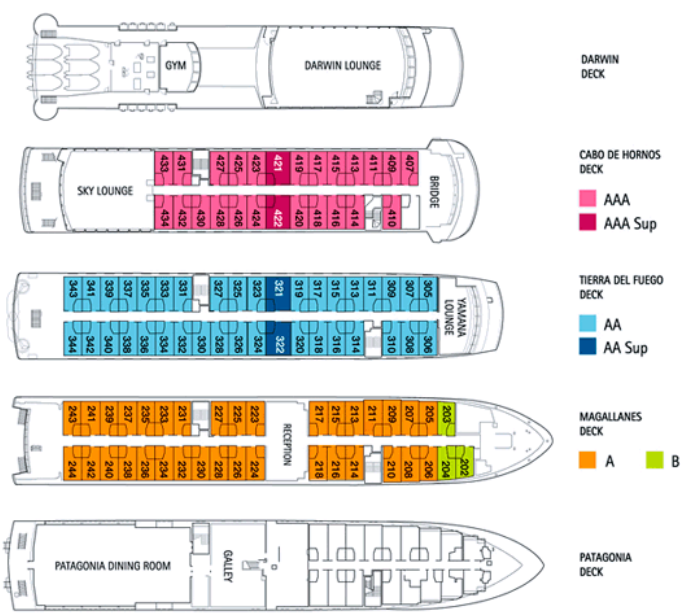 GYM
DARWIN LOUNGE
DARWIN
DECK
433 431 427 425 423 421 419 417 415 413 411 409 407
SKY LOUNGE
BRIDGE
434 432 430 428 426 424 422 420 418 416 414 410
CABO DE HORNOS
DECK
AAA
AAA Sup
343 341 339 337 335 333 331 327 325 323 321 319 317 315 313 311 309 307 305
YAMANA
LOUNGE
344 342 340 338 336 334 332 330 328 326 324 322 320 318 316 314 310 308 306
TIERRA DEL FUEGO
DECK
AA
AA Sup
243 241 239 237 235 233 231 227 225 223 217 215 213 211 209 207 205 203
RECEPTION
244 242 240 238 236 234 232 230 228 226 224 218 216 214 210 208 206 204 202
MAGALLANES
DECK
A
B
PATAGONIA DINING ROOM
GALLEY
PATAGONIA
DECK